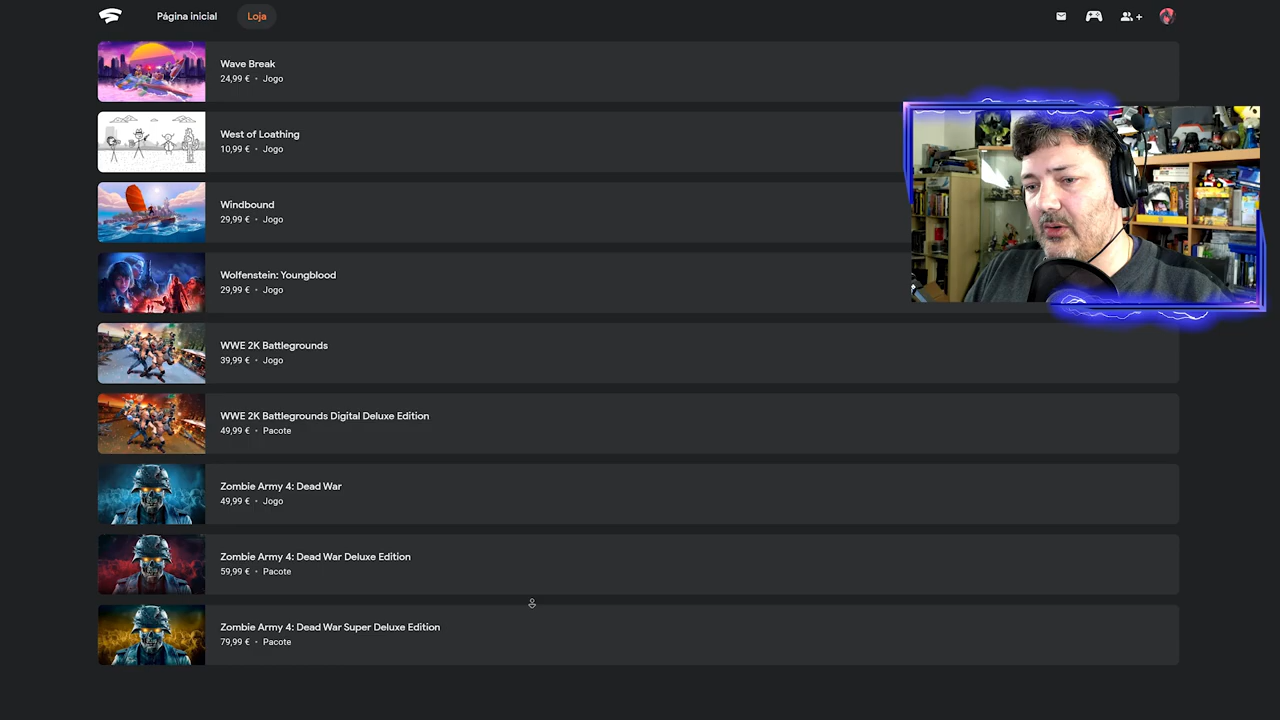 Página inicial
Loja
Wave Break
24,99 € • Jogo
West of Loathing
10,99 € • Jogo
Windbound
29,99 € • Jogo
Wolfenstein: Youngblood
29,99 € • Jogo
WWE 2K Battlegrounds
39,99 € • Jogo
WWE 2K Battlegrounds Digital Deluxe Edition
49,99 € • Pacote
Zombie Army 4: Dead War
49,99 € • Jogo
Zombie Army 4: Dead War Deluxe Edition
59,99 € • Pacote
Zombie Army 4: Dead War Super Deluxe Edition
79,99 € • Pacote